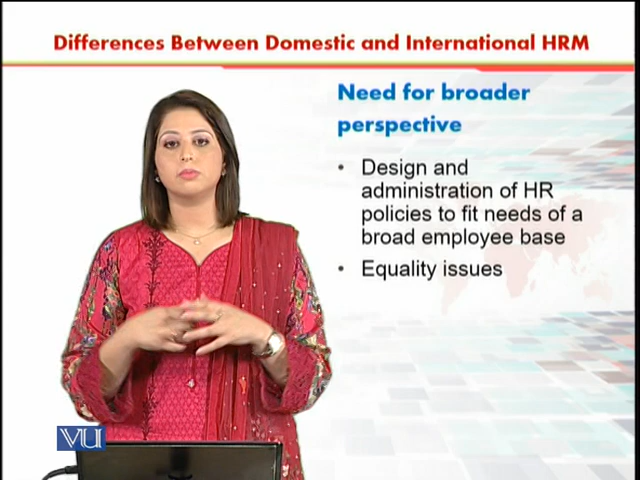 Differences Between Domestic and International HRM
Need for broader
perspective
• Design and
administration of HR
policies to fit needs of a
broad employee base
• Equality issues
VU